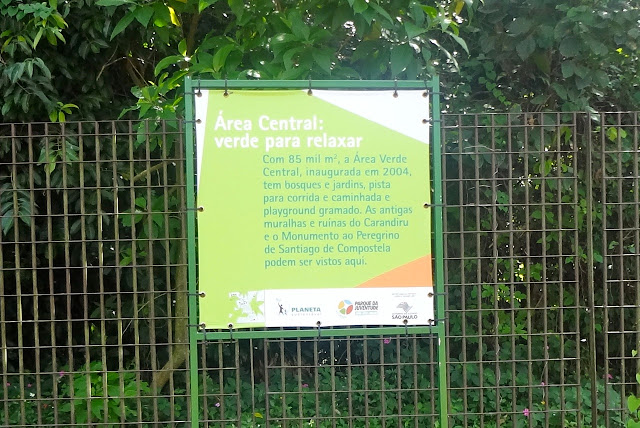 Área Central:
verde para relaxar
Com 85 mil m², a Área Verde
Central, inaugurada em 2004,
tem bosques e jardins, pista
para corrida e caminhada e
playground gramado. As antigas
muralhas e ruínas do Carandiru
e o Monumento ao Peregrino
de Santiago de Compostela
podem ser vistos aqui.
PLANETA
PARQUE DA
JUVENTUDE
SÃO PAULO